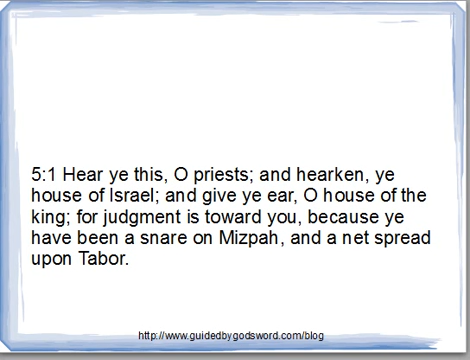 5:1 Hear ye this, O priests; and hearken, ye
house of Israel; and give ye ear, O house of the
king; for judgment is toward you, because ye
have been a snare on Mizpah, and a net spread
upon Tabor.
http://www.guidedbygodsword.com/blog